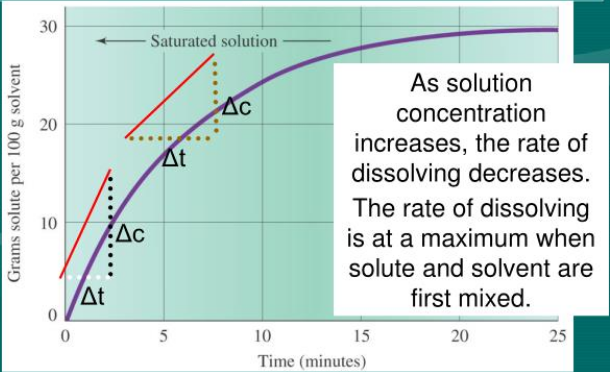 30
Saturated solution
Δc
20
Δt
Grams solute per 100 g solvent
10
Δc
Δt
0
0 5 10 15 20 25
Time (minutes)
As solution
concentration
increases, the rate of
dissolving decreases.
The rate of dissolving
is at a maximum when
solute and solvent are
first mixed.